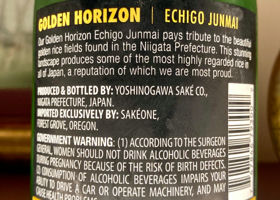 GOLDEN HORIZON | ECHIGO JUNMAI
Our Golden Horizon Echigo Junmai pays tribute to the beautiful
golden rice fields found in the Niigata Prefecture. This stunning
landscape produces some of the most highly regarded rice in
all of Japan, a reputation of which we are most proud.
PRODUCED & BOTTLED BY: YOSHINOGAWA SAKÉ CO.,
NIIGATA PREFECTURE, JAPAN.
IMPORTED EXCLUSIVELY BY: SAKÉONE,
FOREST GROVE, OREGON.
GOVERNMENT WARNING: (1) ACCORDING TO THE SURGEON
GENERAL, WOMEN SHOULD NOT DRINK ALCOHOLIC BEVERAGES
DURING PREGNANCY BECAUSE OF THE RISK OF BIRTH DEFECTS.
(2) CONSUMPTION OF ALCOHOLIC BEVERAGES IMPAIRS YOUR
ABILITY TO DRIVE A CAR OR OPERATE MACHINERY, AND MAY
CAUSE HEALTH PROBLEMS